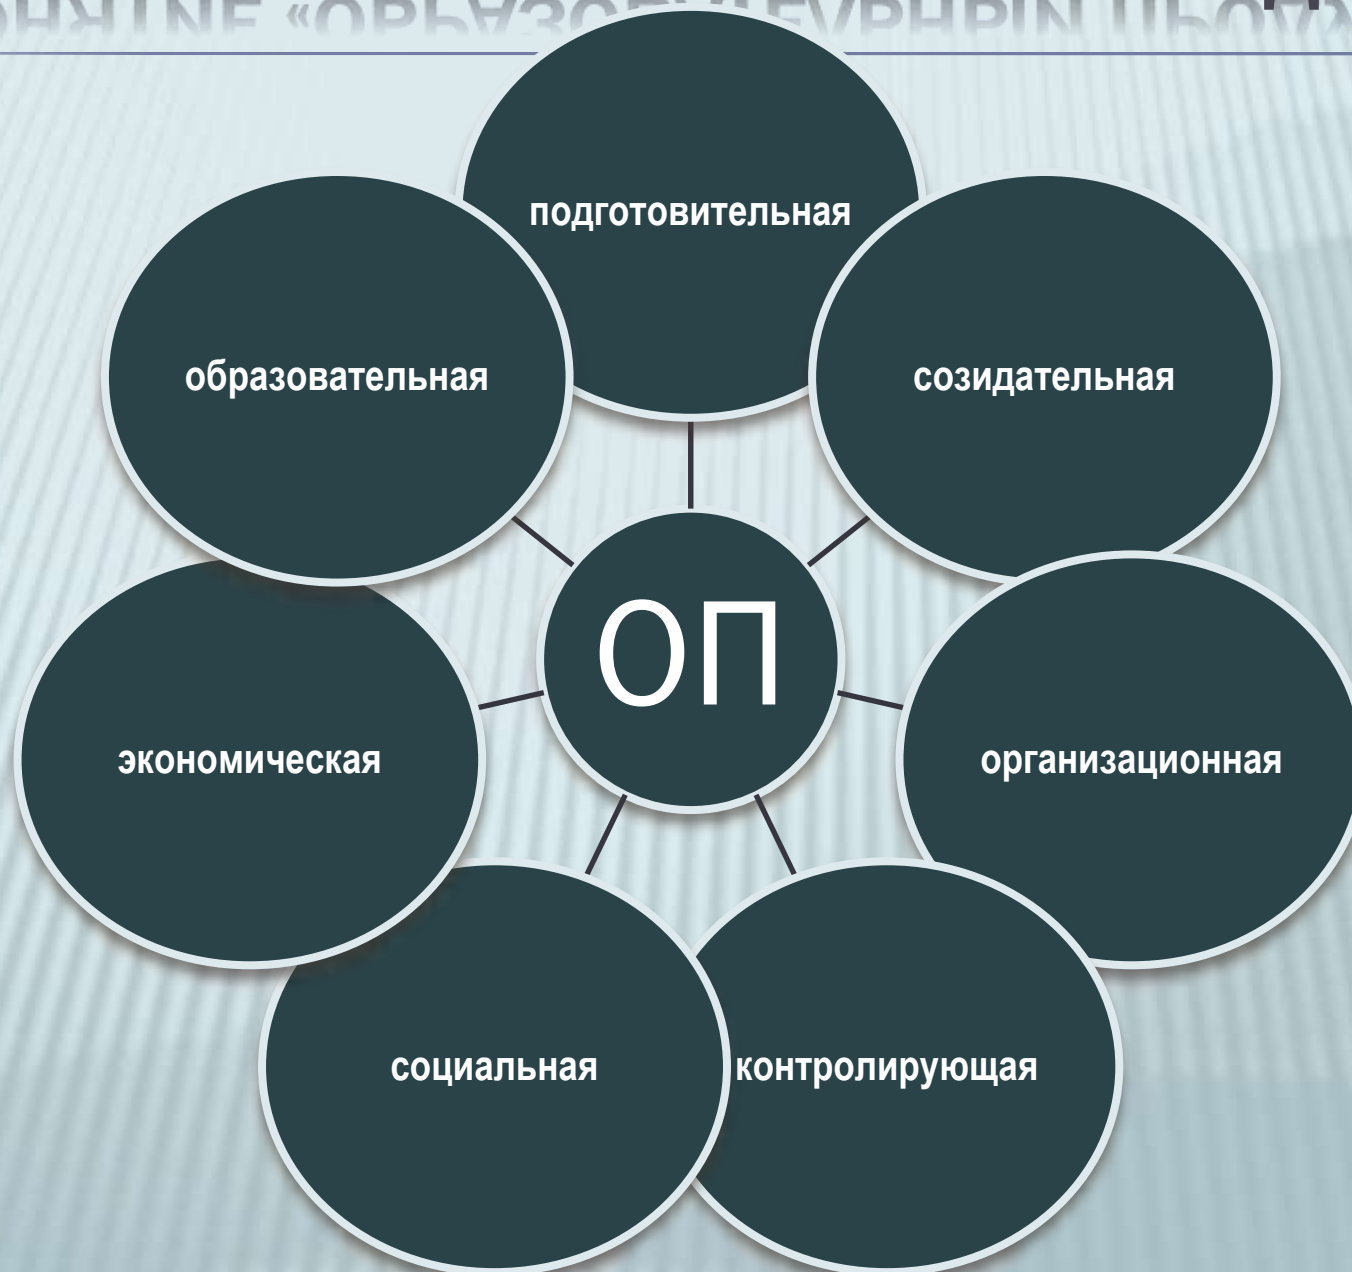 подготовительная
образовательная
созидательная
ОП
экономическая
организационная
социальная
контролирующая